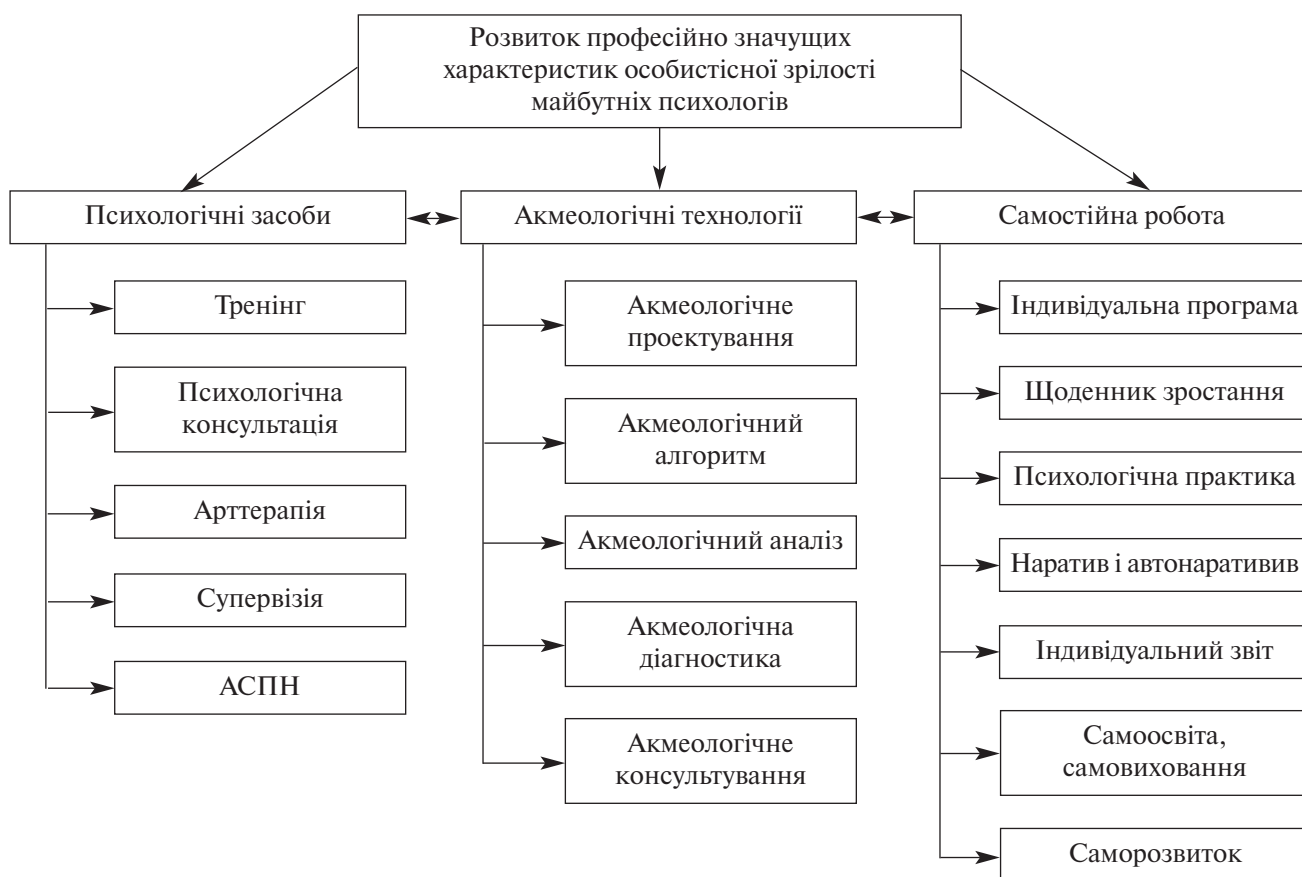 Розвиток професійно значущих
характеристик особистісної зрілості
майбутніх психологів
Психологічні засоби
Акмеологічні технології
Самостійна робота
Тренінг
Психологічна
консультація
Арттерапія
Супервізія
АСПН
Акмеологічне
проектування
Акмеологічний
алгоритм
Акмеологічний аналіз
Акмеологічна
діагностика
Акмеологічне
консультування
Індивідуальна програма
Щоденник зростання
Психологічна практика
Наратив і автонаративив
Індивідуальний звіт
Самоосвіта,
самовиховання
Саморозвиток